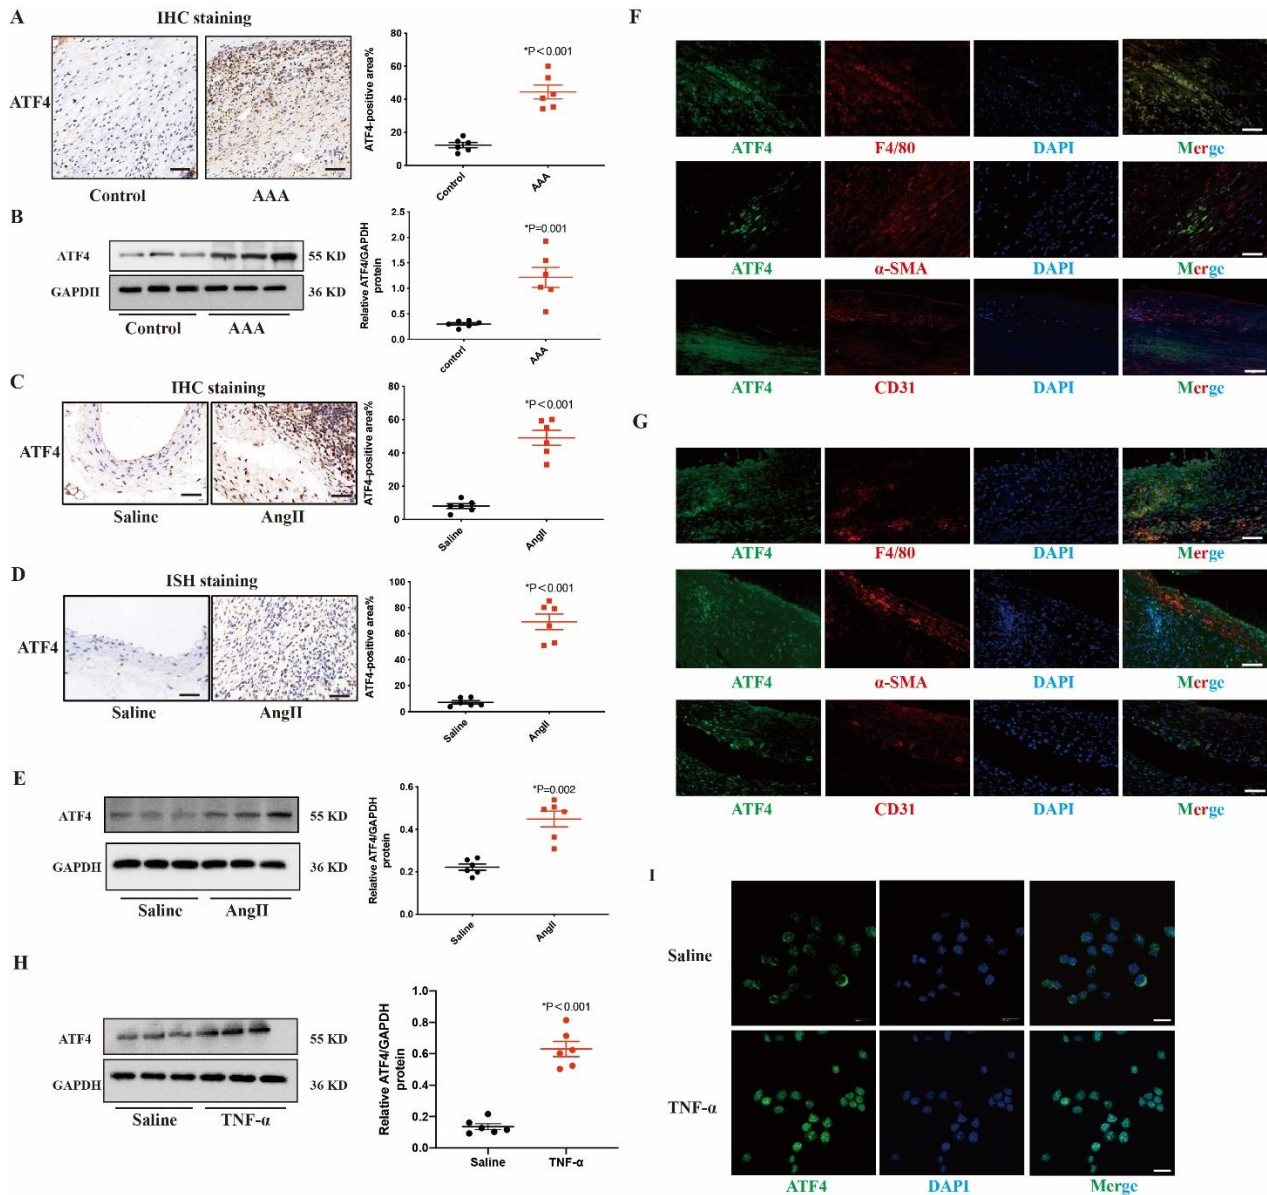 A
IHC staining
ATF4
Control
AAA
ATF4-positive area%
80
60
40
20
0
*P<0.001
Control
AAA
B
ATF4
55 KD
GAPDH
36 KD
Control
AAA
Relative ATF4/GAPDH
protein
2.5
2.0
1.5
1.0
0.5
0.0
*P=0.001
contorl
AAA
C
IHC staining
ATF4
Saline
AngII
ATF4-positive area%
80
60
40
20
0
*P<0.001
Saline
AngII
D
ISH staining
ATF4
Saline
AngII
ATF4-positive area%
100
80
60
40
20
0
*P<0.001
Saline
AngII
E
ATF4
55 KD
GAPDH
36 KD
Saline
AngII
Relative ATF4/GAPDH
protein
0.6
0.4
0.2
0.0
*P=0.002
Saline
AngII
H
ATF4
55 KD
GAPDH
36 KD
Saline
TNF-α
Relative ATF4/GAPDH
protein
1.0
0.8
0.6
0.4
0.2
0.0
*P<0.001
Saline
TNF-α
F
ATF4 F4/80 DAPI Merge
ATF4 α-SMA DAPI Merge
ATF4 CD31 DAPI Merge
G
ATF4 F4/80 DAPI Merge
ATF4 α-SMA DAPI Merge
ATF4 CD31 DAPI Merge
I
Saline
TNF-α
ATF4 DAPI Merge